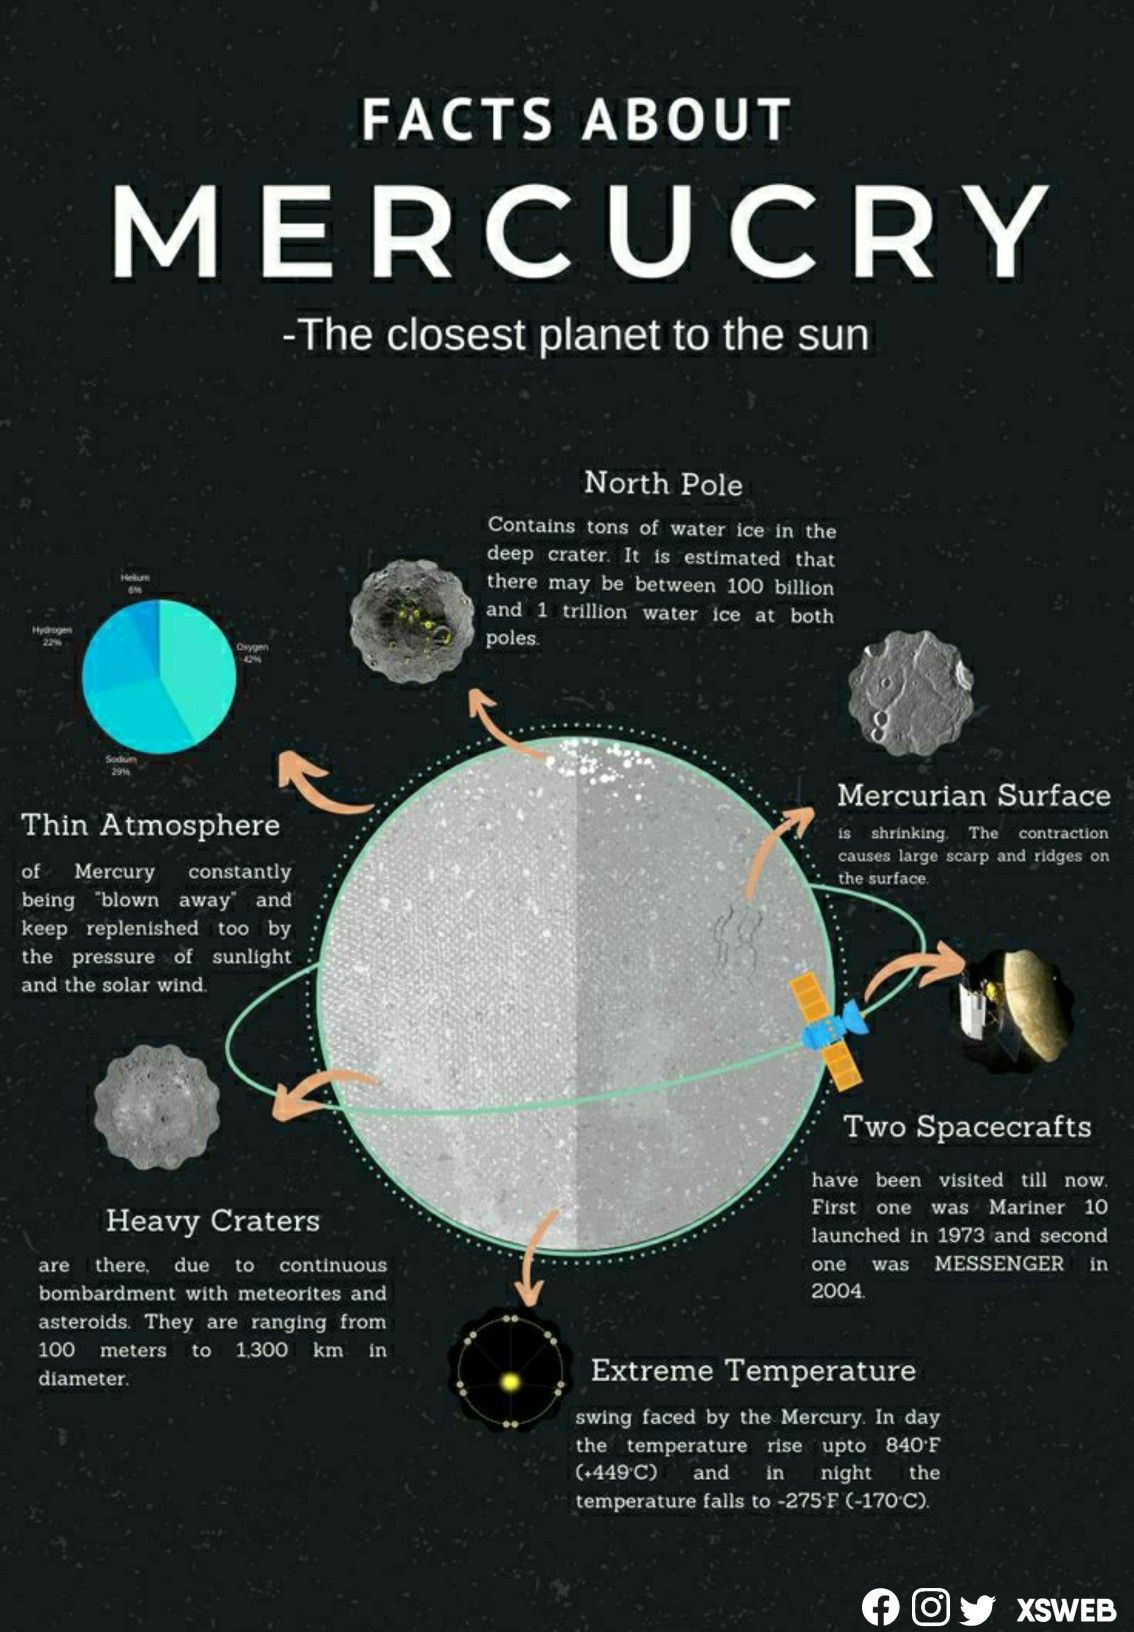 FACTS ABOUT
MERCUCRY
-The closest planet to the sun
North Pole
Contains tons of water ice in the
deep crater. It is estimated that
there may be between 100 billion
and 1 trillion water ice at both
poles.
Helium
6%
Hydrogen
22%
Oxygen
42%
Sodium
29%
Thin Atmosphere
of Mercury constantly
being "blown away" and
keep replenished too by
the pressure of sunlight
and the solar wind.
Mercurian Surface
is shrinking. The contraction
causes large scarp and ridges on
the surface.
Two Spacecrafts
have been visited till now.
First one was Mariner 10
launched in 1973 and second
one was MESSENGER in
2004.
Heavy Craters
are there, due to continuous
bombardment with meteorites and
asteroids. They are ranging from
100 meters to 1,300 km in
diameter.
Extreme Temperature
swing faced by the Mercury. In day
the temperature rise upto 840°F
(+449°C) and in night the
temperature falls to -275°F (-170°C).
XSWEB